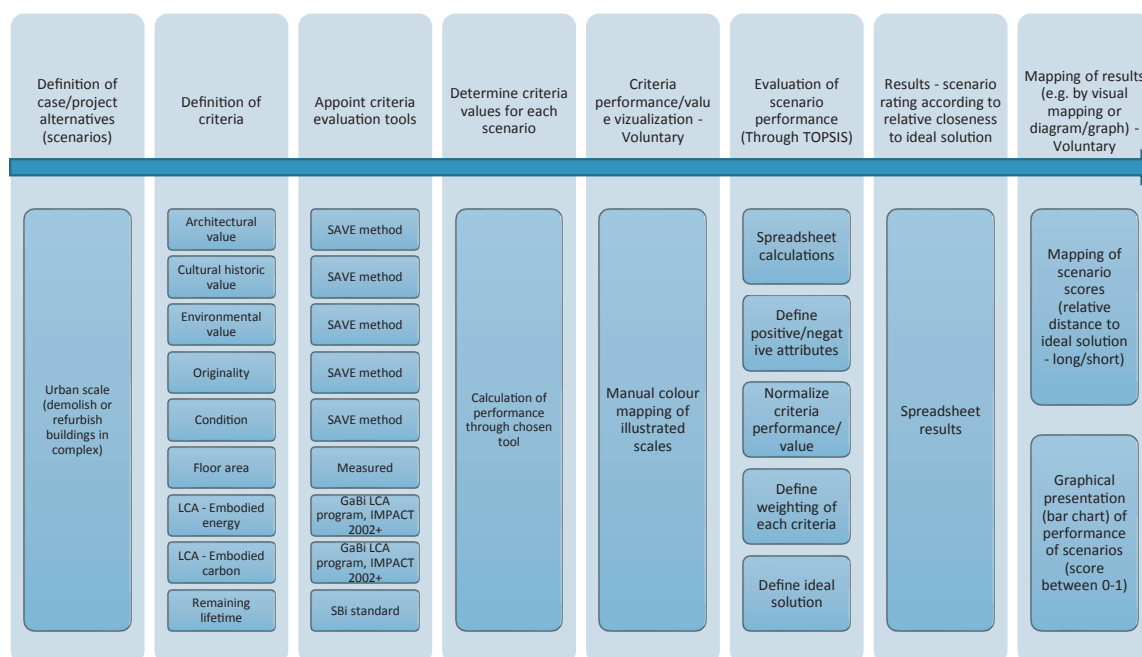 Definition of
case/project
alternatives
(scenarios)
Definition of
criteria
Appoint criteria
evaluation tools
Determine criteria
values for each
scenario
Criteria
performance/valu
e vizualization -
Voluntary
Evaluation of
scenario
performance
(Through TOPSIS)
Results - scenario
rating according to
relative closeness
to ideal solution
Mapping of results
(e.g. by visual
mapping or
diagram/graph) -
Voluntary
Urban scale
(demolish or
refurbish
buildings in
complex)
Architectural
value
Cultural historic
value
Environmental
value
Originality
Condition
Floor area
LCA - Embodied
energy
LCA - Embodied
carbon
Remaining
lifetime
SAVE method
SAVE method
SAVE method
SAVE method
SAVE method
Measured
GaBi LCA
program, IMPACT
2002+
GaBi LCA
program, IMPACT
2002+
SBi standard
Calculation of
performance
through chosen
tool
Manual colour
mapping of
illustrated
scales
Spreadsheet
calculations
Define
positive/negat
ive attributes
Normalize
criteria
performance/
value
Define
weighting of
each criteria
Define ideal
solution
Spreadsheet
results
Mapping of
scenario
scores
(relative
distance to
ideal solution
- long/short)
Graphical
presentation
(bar chart) of
performance
of scenarios
(score
between 0-1)